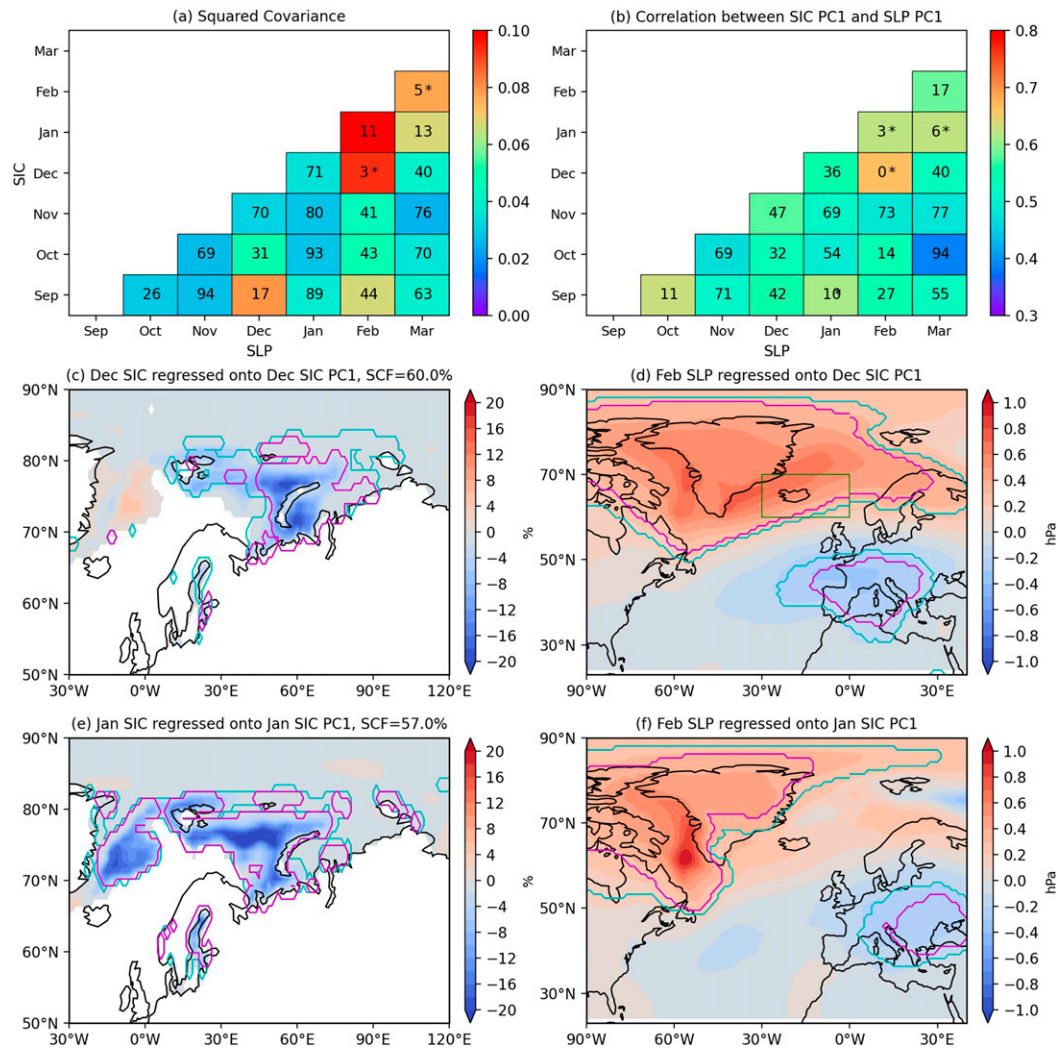 (a) Squared Covariance
(b) Correlation between SIC PC1 and SLP PC1
Mar
Feb
Jan
Dec
Nov
Oct
Sep
SIC
5*
11 13
71 3* 40
70 80 41 76
69 31 93 43 70
26 94 17 89 44 63
Sep Oct Nov Dec Jan Feb Mar
SLP
0.10
0.08
0.06
0.04
0.02
0.00
Mar
Feb
Jan
Dec
Nov
Oct
Sep
17
3* 6*
36 0* 40
47 69 73 77
69 32 54 14 94
11 71 42 10* 27 55
Sep Oct Nov Dec Jan Feb Mar
SLP
0.8
0.7
0.6
0.5
0.4
0.3
(c) Dec SIC regressed onto Dec SIC PC1, SCF=60.0%
90°N
80°N
70°N
60°N
50°N
30°W 0°W 30°E 60°E 90°E 120°E
20
16
12
8
4
0
−4
−8
−12
−16
−20
%
(d) Feb SLP regressed onto Dec SIC PC1
90°N
70°N
50°N
30°N
90°W 60°W 30°W 0°W 30°E
1.0
0.8
0.6
0.4
0.2
0.0
−0.2
−0.4
−0.6
−0.8
−1.0
hPa
(e) Jan SIC regressed onto Jan SIC PC1, SCF=57.0%
90°N
80°N
70°N
60°N
50°N
30°W 0°W 30°E 60°E 90°E 120°E
20
16
12
8
4
0
−4
−8
−12
−16
−20
%
(f) Feb SLP regressed onto Jan SIC PC1
90°N
70°N
50°N
30°N
90°W 60°W 30°W 0°W 30°E
1.0
0.8
0.6
0.4
0.2
0.0
−0.2
−0.4
−0.6
−0.8
−1.0
hPa